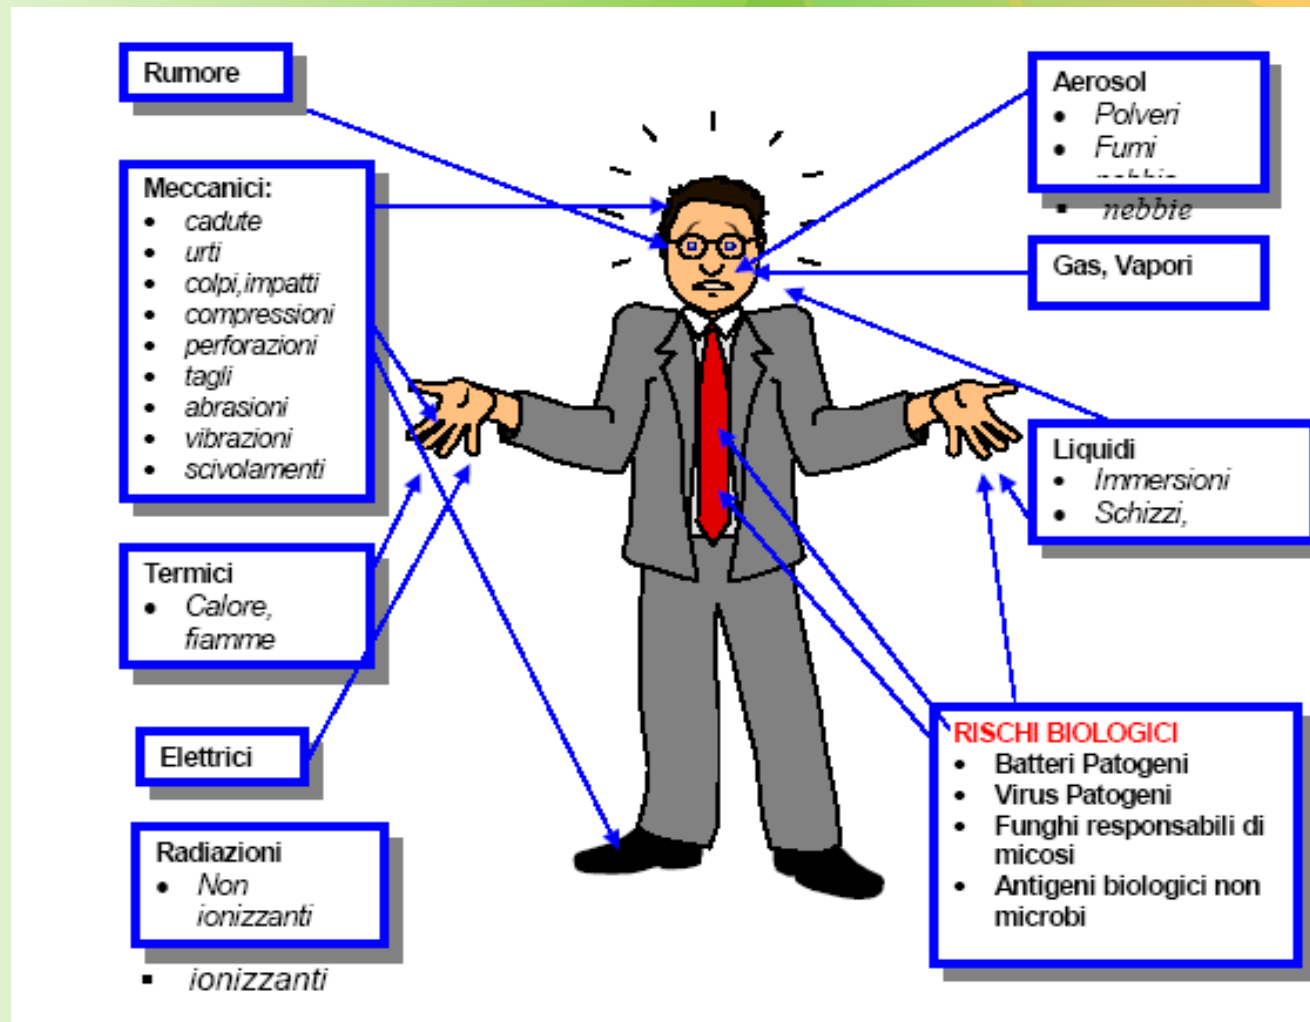 Rumore
Meccanici:
• cadute
• urti
• colpi,impatti
• compressioni
• perforazioni
• tagli
• abrasioni
• vibrazioni
• scivolamenti
Termici
• Calore,
fiamme
Elettrici
Radiazioni
• Non
ionizzanti
▪ ionizzanti
Aerosol
• Polveri
• Fumi
▪ nebbie
Gas, Vapori
Liquidi
• Immersioni
• Schizzi,
RISCHI BIOLOGICI
• Batteri Patogeni
• Virus Patogeni
• Funghi responsabili di
micosi
• Antigeni biologici non
microbi